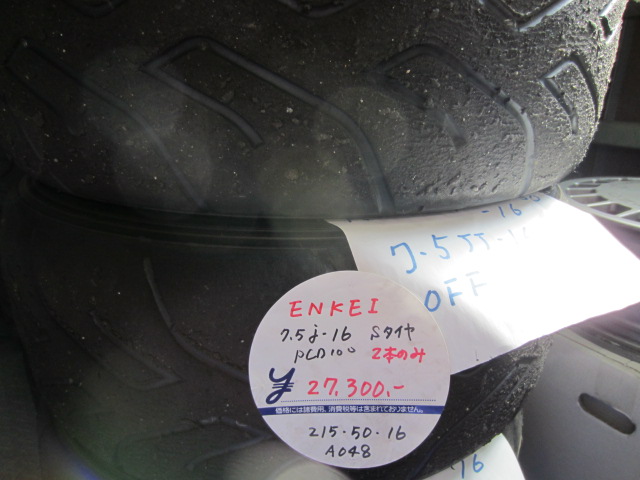 -16-
7.5JJ-1
OFF
ENKEI
7.5j-16 Sタイヤ
PCD100 2本のみ
¥27,300.-
価格には諸費用、消費税等は含まれておりません。
215・50・16
A048
16